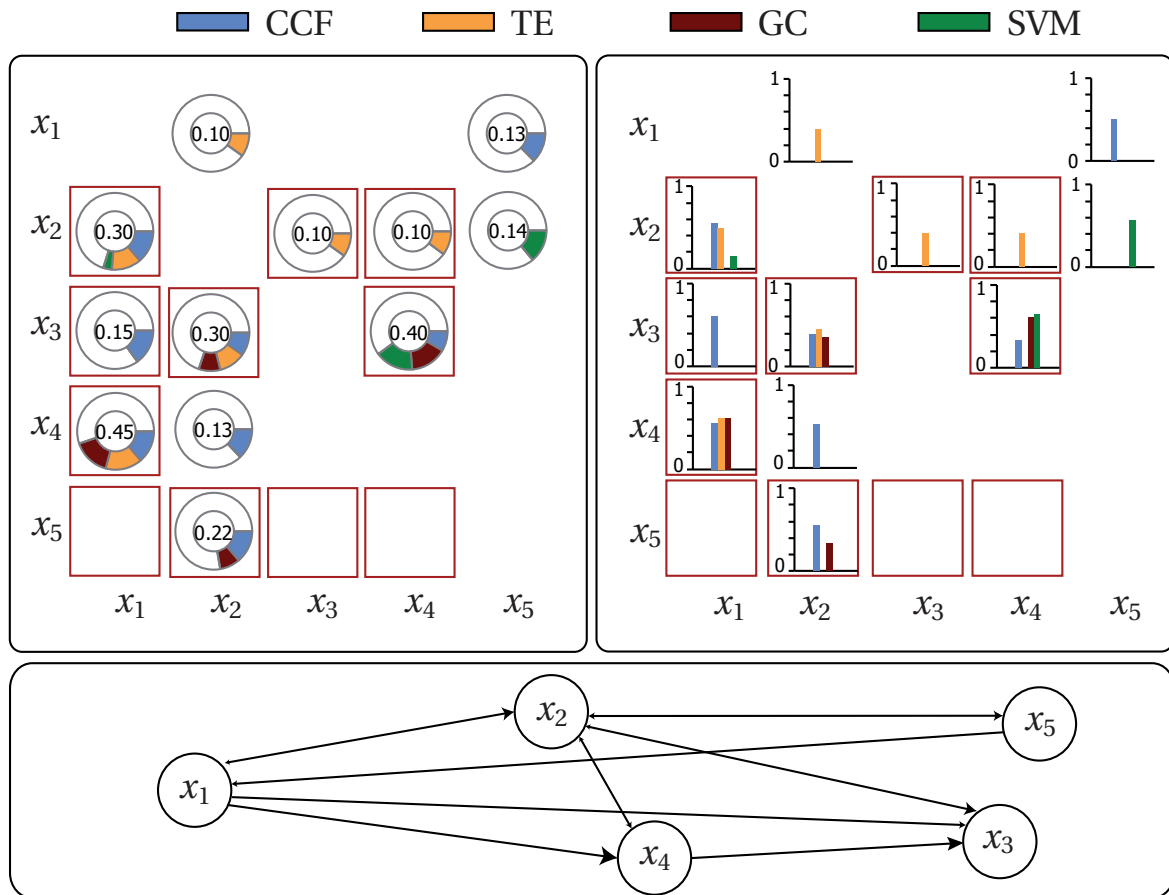 CCF TE GC SVM
x₁ 0.10 0.13
x₂ 0.30 0.10 0.10 0.14
x₃ 0.15 0.30 0.40
x₄ 0.45 0.13
x₅ 0.22
x₁ x₂ x₃ x₄ x₅
x₁ 1 0 1 0
x₂ 1 0 1 0 1 0 1 0
x₃ 1 0 1 0 1 0
x₄ 1 0 1 0
x₅ 1 0
x₁ x₂ x₃ x₄ x₅
x₂
x₅
x₁
x₃
x₄